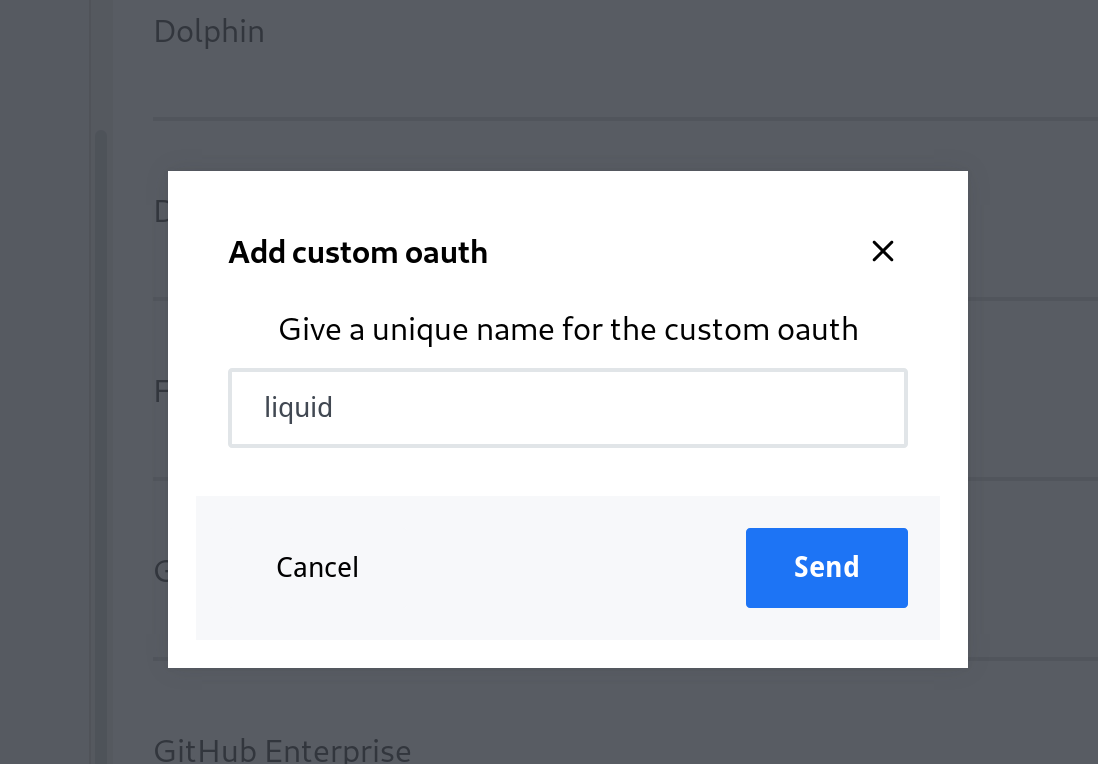 Dolphin
Add custom oauth
Give a unique name for the custom oauth
liquid
Cancel
Send
GitHub Enterprise